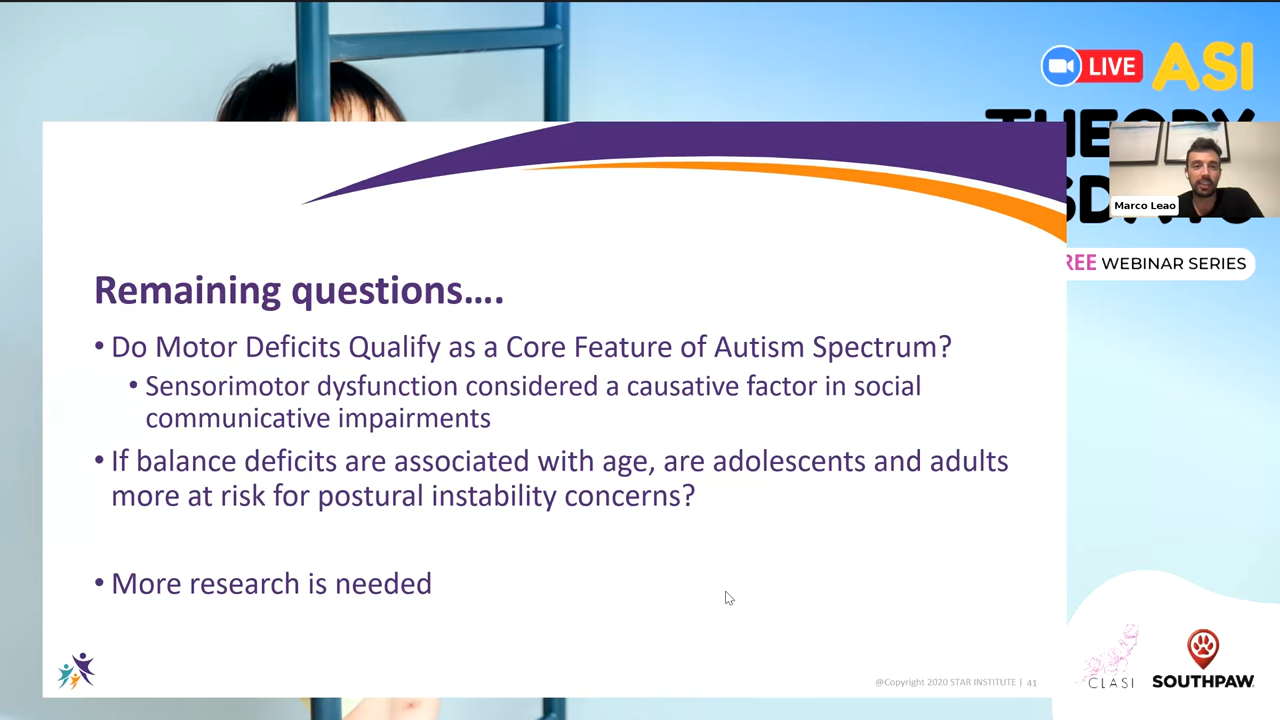 LIVE ASI
THEORY
Marco Leao
REE WEBINAR SERIES
Remaining questions....
• Do Motor Deficits Qualify as a Core Feature of Autism Spectrum?
• Sensorimotor dysfunction considered a causative factor in social
communicative impairments
• If balance deficits are associated with age, are adolescents and adults
more at risk for postural instability concerns?
• More research is needed
@Copyright 2020 STAR INSTITUTE | 41
CLASI
SOUTHPAW